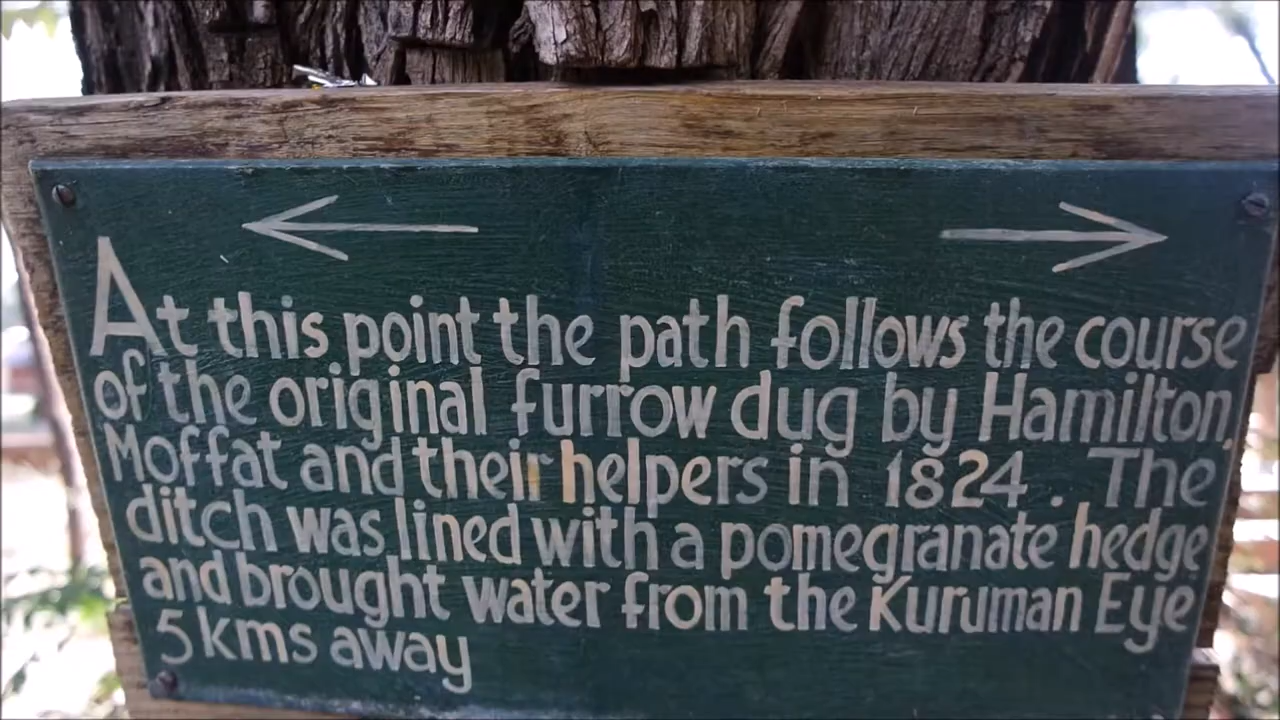 At this point the path follows the course
of the original furrow dug by Hamilton,
Moffat and their helpers in 1824. The
ditch was lined with a pomegranate hedge
and brought water from the Kuruman Eye
5 kms away